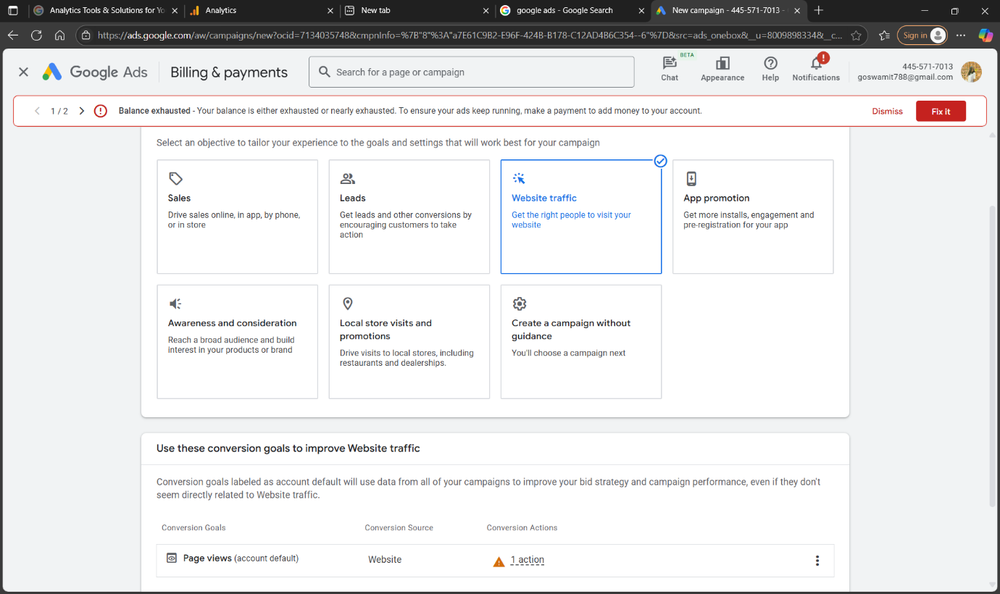 Analytics Tools & Solutions for Yo
Analytics
New tab
google ads - Google Search
New campaign - 445-571-7013 -
https://ads.google.com/aw/campaigns/new?ocid=7134035748&cmpnInfo=%7B"8"%3A"a7E61C9B2-E96F-424B-B178-C12AD4B6C354--6"%7D&src=ads_onebox&__u=8009898334&__c...
Sign in
Google Ads
Billing & payments
Search for a page or campaign
BETA
Chat
Appearance
Help
Notifications
445-571-7013
goswamit788@gmail.com
1 / 2
Balance exhausted - Your balance is either exhausted or nearly exhausted. To ensure your ads keep running, make a payment to add money to your account.
Dismiss
Fix it
Select an objective to tailor your experience to the goals and settings that will work best for your campaign
Sales
Drive sales online, in app, by phone,
or in store
Leads
Get leads and other conversions by
encouraging customers to take
action
Website traffic
Get the right people to visit your
website
App promotion
Get more installs, engagement and
pre-registration for your app
Awareness and consideration
Reach a broad audience and build
interest in your products or brand
Local store visits and
promotions
Drive visits to local stores, including
restaurants and dealerships.
Create a campaign without
guidance
You'll choose a campaign next
Use these conversion goals to improve Website traffic
Conversion goals labeled as account default will use data from all of your campaigns to improve your bid strategy and campaign performance, even if they don't
seem directly related to Website traffic.
Conversion Goals
Conversion Source
Conversion Actions
Page views (account default)
Website
1 action